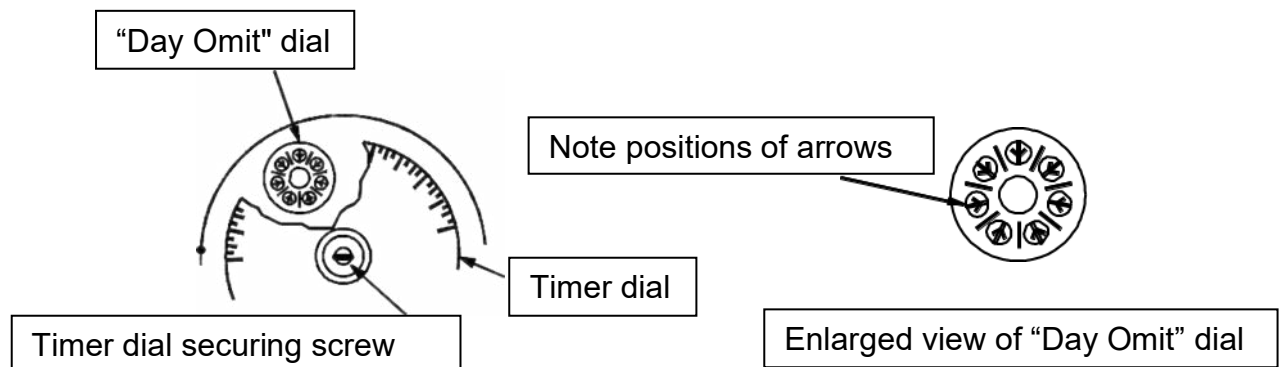 “Day Omit" dial
Note positions of arrows
Timer dial
Timer dial securing screw
Enlarged view of “Day Omit” dial